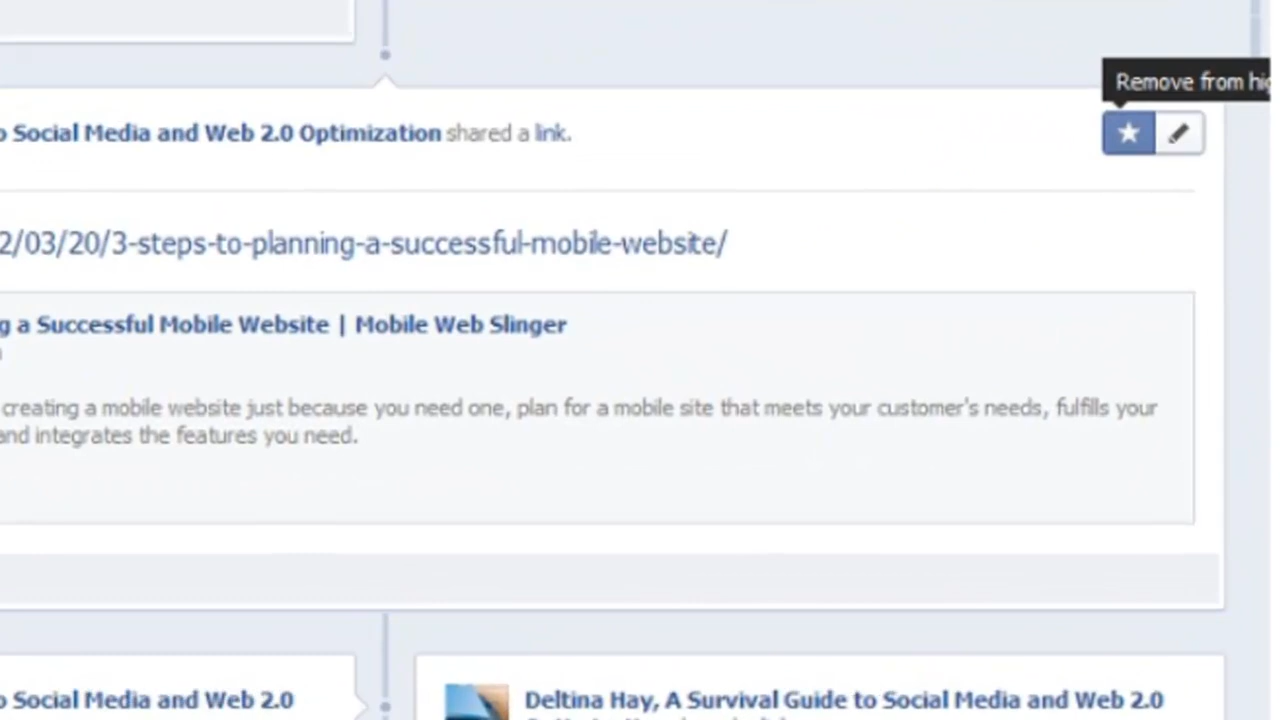 Remove from
Social Media and Web 2.0 Optimization shared a link.
2/03/20/3-steps-to-planning-a-successful-mobile-website/
g a Successful Mobile Website | Mobile Web Slinger
creating a mobile website just because you need one, plan for a mobile site that meets your customer's needs, fulfills your
and integrates the features you need.
Social Media and Web 2.0
Deltina Hay, A Survival Guide to Social Media and Web 2.0